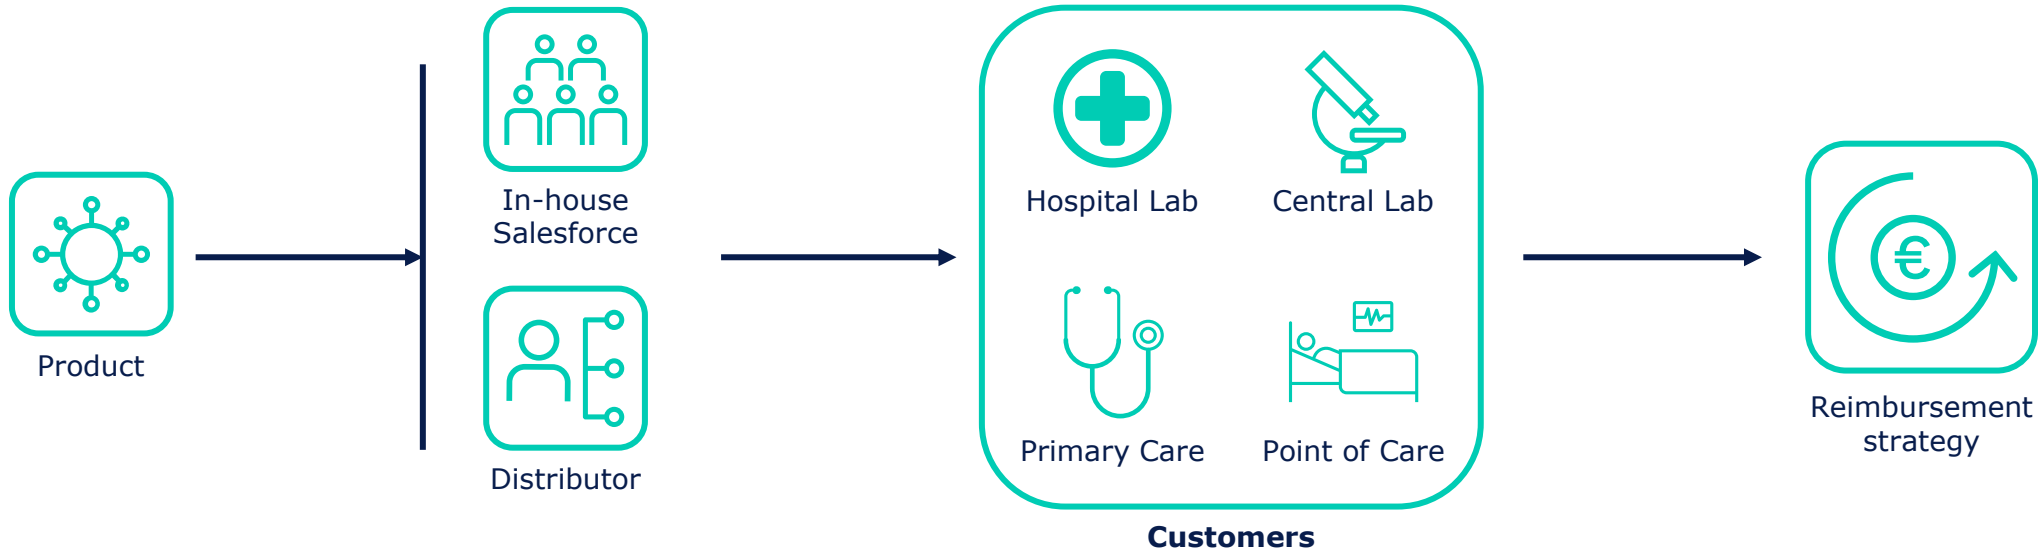 Product
In-house
Salesforce
Distributor
Hospital Lab
Central Lab
Primary Care
Point of Care
Customers
€
Reimbursement
strategy